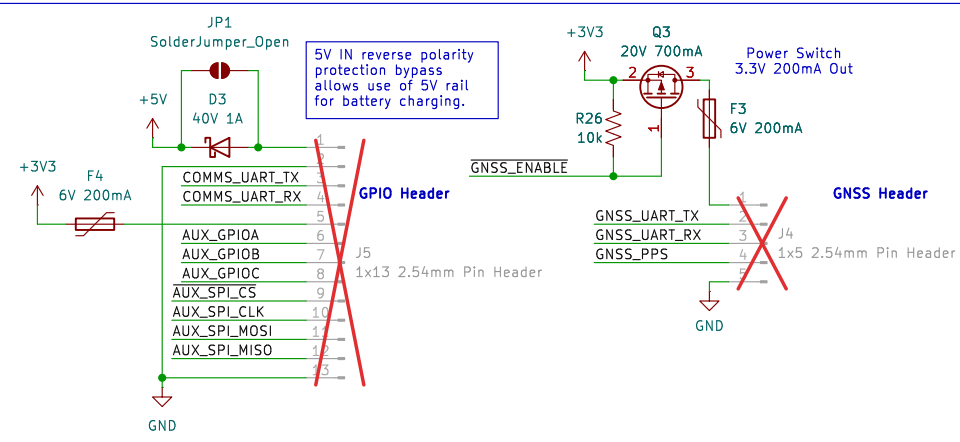 JP1
SolderJumper_Open
5V IN reverse polarity
protection bypass
allows use of 5V rail
for battery charging.
+5V
D3
40V 1A
+3V3
F4
6V 200mA
COMMS_UART_TX
COMMS_UART_RX
AUX_GPIOA
AUX_GPIOB
AUX_GPIOC
AUX_SPI_CS
AUX_SPI_CLK
AUX_SPI_MOSI
AUX_SPI_MISO
1
2
3
4
5
6
7
8
9
10
11
12
13
GPIO Header
J5
1x13 2.54mm Pin Header
GND
+3V3
Q3
20V 700mA
2
3
1
Power Switch
3.3V 200mA Out
R26
10k
F3
6V 200mA
GNSS_ENABLE
GNSS Header
GNSS_UART_TX
GNSS_UART_RX
GNSS_PPS
1
2
3
4
5
J4
1x5 2.54mm Pin Header
GND